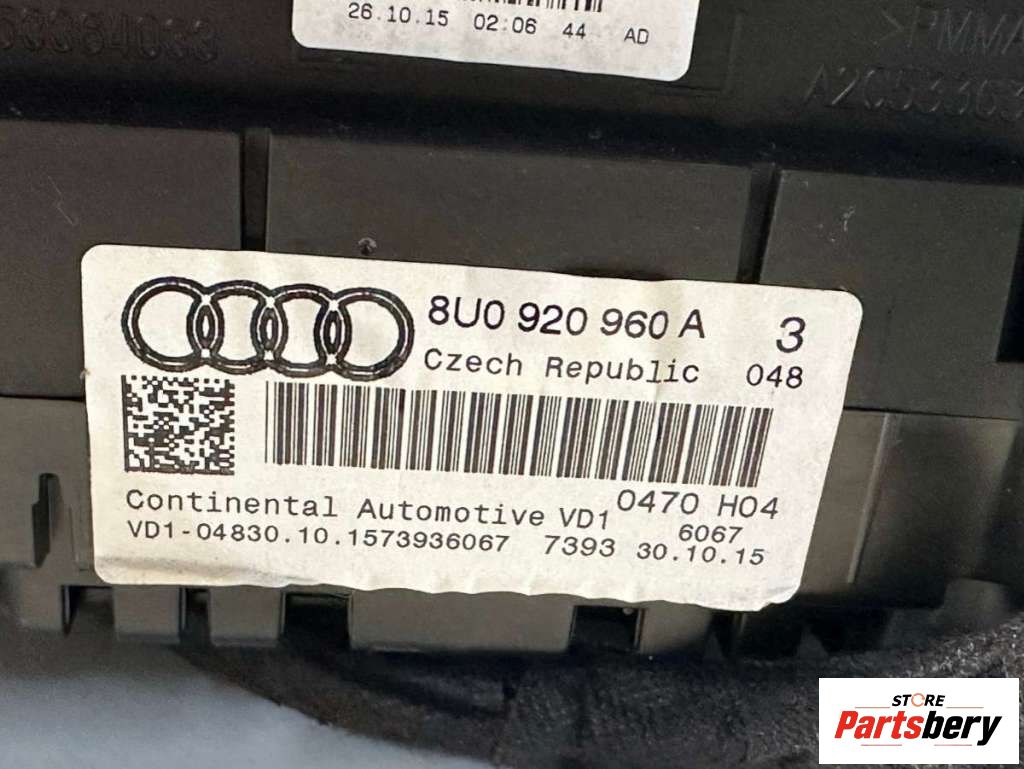 26.10.15 02:06 44 AD
>PMMA
8U0 920 960 A 3
Czech Republic 048
0470 H04
Continental Automotive VD1
6067
VD1-04830.10.1573936067 7393 30.10.15
STORE
Partsbery